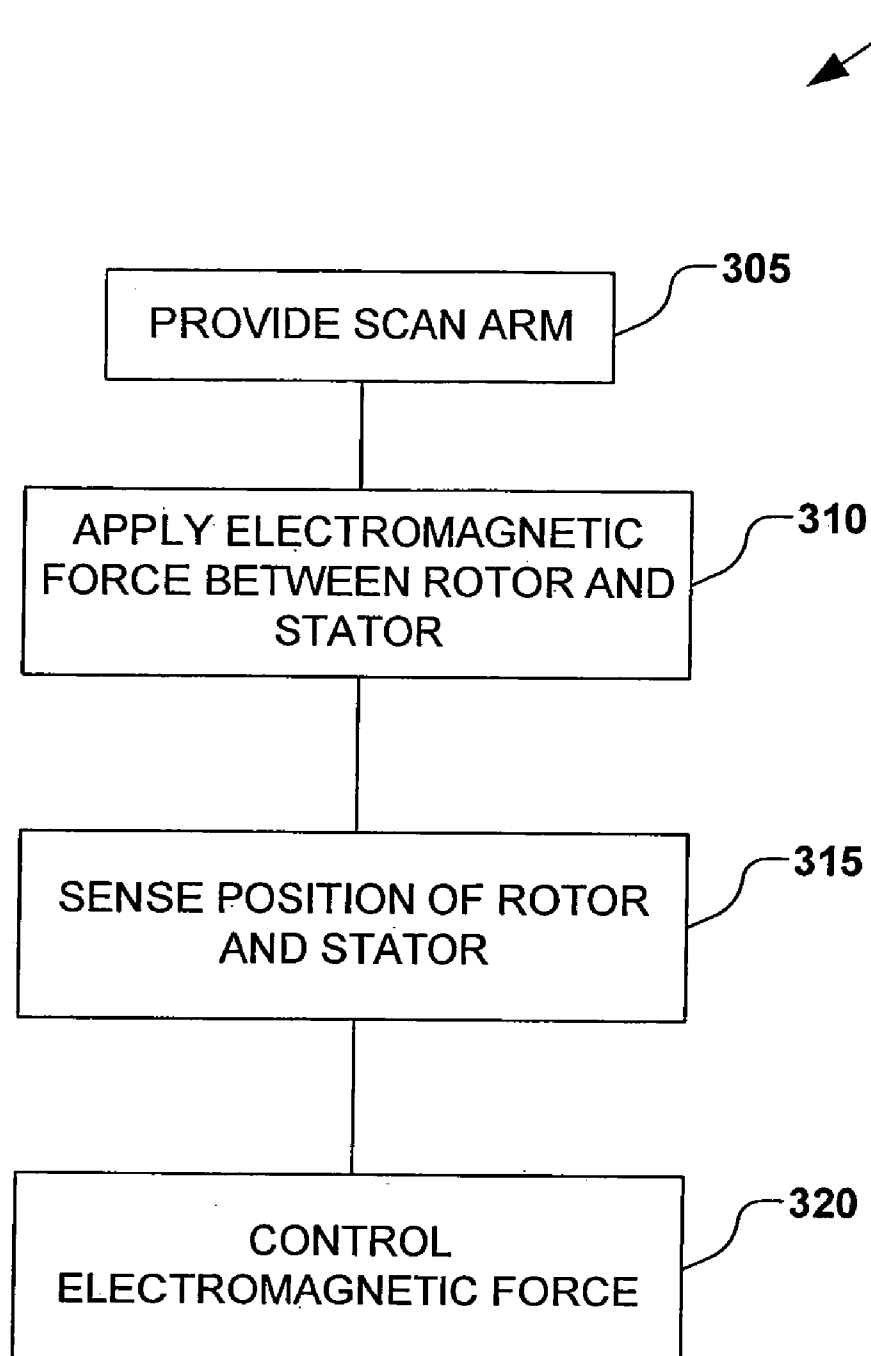 305
PROVIDE SCAN ARM
310
APPLY ELECTROMAGNETIC
FORCE BETWEEN ROTOR AND
STATOR
315
SENSE POSITION OF ROTOR
AND STATOR
320
CONTROL
ELECTROMAGNETIC FORCE